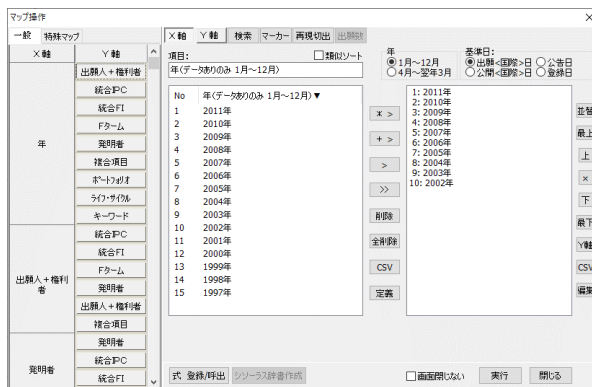 マップ操作
一般 特殊マップ
X軸 Y軸
年
出願人+権利者
統合IPC
統合FI
Fターム
発明者
複合項目
ポートフォリオ
ライフ・サイクル
キーワード
出願人+権利者
統合IPC
統合FI
Fターム
発明者
出願人+権利者
複合項目
発明者
発明者
統合IPC
統合FI
X軸 Y軸 検索 マーカー 再現切出 出願数
項目: 類似ソート
年(データありのみ 1月~12月)
No 年(データありのみ 1月~12月)▼
1 2011年
2 2010年
3 2009年
4 2008年
5 2007年
6 2006年
7 2005年
8 2004年
9 2003年
10 2002年
11 2001年
12 2000年
13 1999年
14 1998年
15 1997年
年
1月~12月
4月~翌年3月
基準日:
出願<国際>日 公告日
公開<国際>日 登録日
* >
+ >
>
>>
削除
全削除
CSV
定義
1: 2011年
2: 2010年
3: 2009年
4: 2008年
5: 2007年
6: 2006年
7: 2005年
8: 2004年
9: 2003年
10: 2002年
並替
最上
上
×
下
最下
Y軸
CSV
編集
式 登録/呼出 シソーラス辞書作成 画面閉じない 実行 閉じる